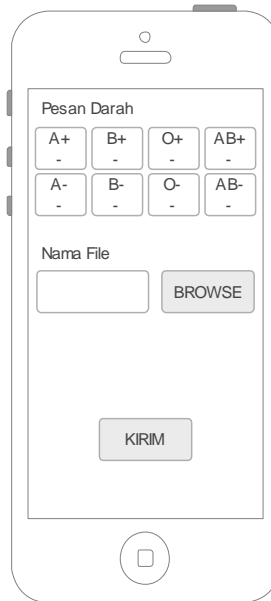 Pesan Darah
A+ B+ O+ AB+
- - - -
A- B- O- AB-
- - - -
Nama File
BROWSE
KIRIM